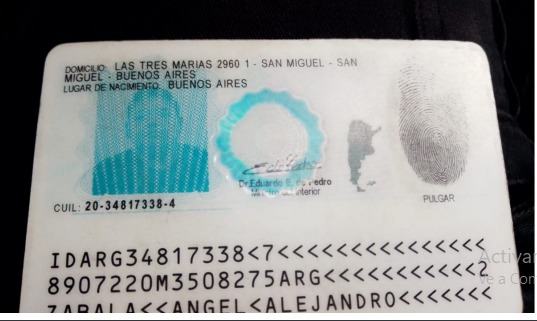 DOMICILIO: LAS TRES MARIAS 2960 1 - SAN MIGUEL - SAN
MIGUEL - BUENOS AIRES
LUGAR DE NACIMIENTO: BUENOS AIRES
Dr. Eduardo E. de Pedro
Ministro del Interior
PULGAR
CUIL: 20-34817338-4
IDARG34817338<7<<<<<<<<<<<<<<<
8907220M3508275ARG<<<<<<<<<<<2
ZABALA<<ANGEL<ALEJANDRO<<<<<<<
Activar
Ve a Con